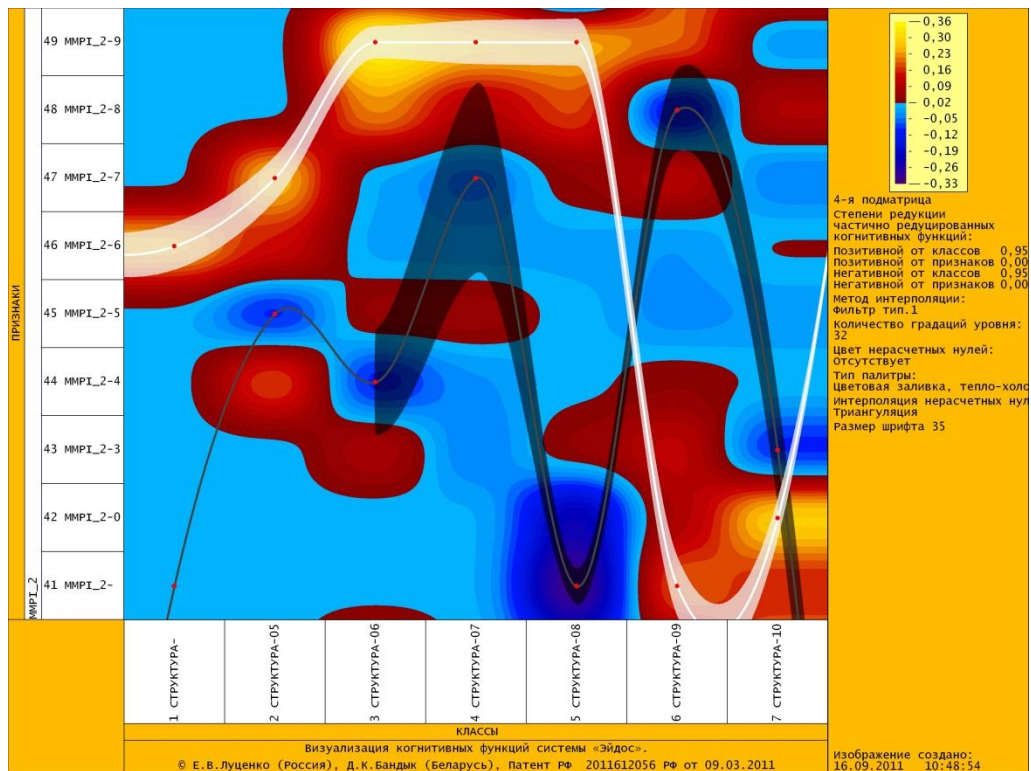 49 MMPI_2-9
48 MMPI_2-8
47 MMPI_2-7
46 MMPI_2-6
45 MMPI_2-5
44 MMPI_2-4
43 MMPI_2-3
42 MMPI_2-0
41 MMPI_2-
ПРИЗНАКИ
MMPI_2
1 СТРУКТУРА-
2 СТРУКТУРА-05
3 СТРУКТУРА-06
4 СТРУКТУРА-07
5 СТРУКТУРА-08
6 СТРУКТУРА-09
7 СТРУКТУРА-10
КЛАССЫ
Визуализация когнитивных функций системы «Эйдос».
© Е.В.Луценко (Россия), Д.К.Бандык (Беларусь), Патент РФ 2011612056 РФ от 09.03.2011
0,36
0,30
0,23
0,16
0,09
0,02
-0,05
-0,12
-0,19
-0,26
-0,33
4-я подматрица
Степени редукции
частично редуцированных
когнитивных функций:
Позитивной от классов 0,95
Позитивной от признаков 0,00
Негативной от классов 0,95
Негативной от признаков 0,00
Метод интерполяции:
Фильтр тип.1
Количество градаций уровня:
32
Цвет нерасчетных нулей:
Отсутствует
Тип палитры:
Цветовая заливка, тепло-холо
Интерполяция нерасчетных нул
Триангуляция
Размер шрифта 35
Изображение создано:
16.09.2011 10:48:54